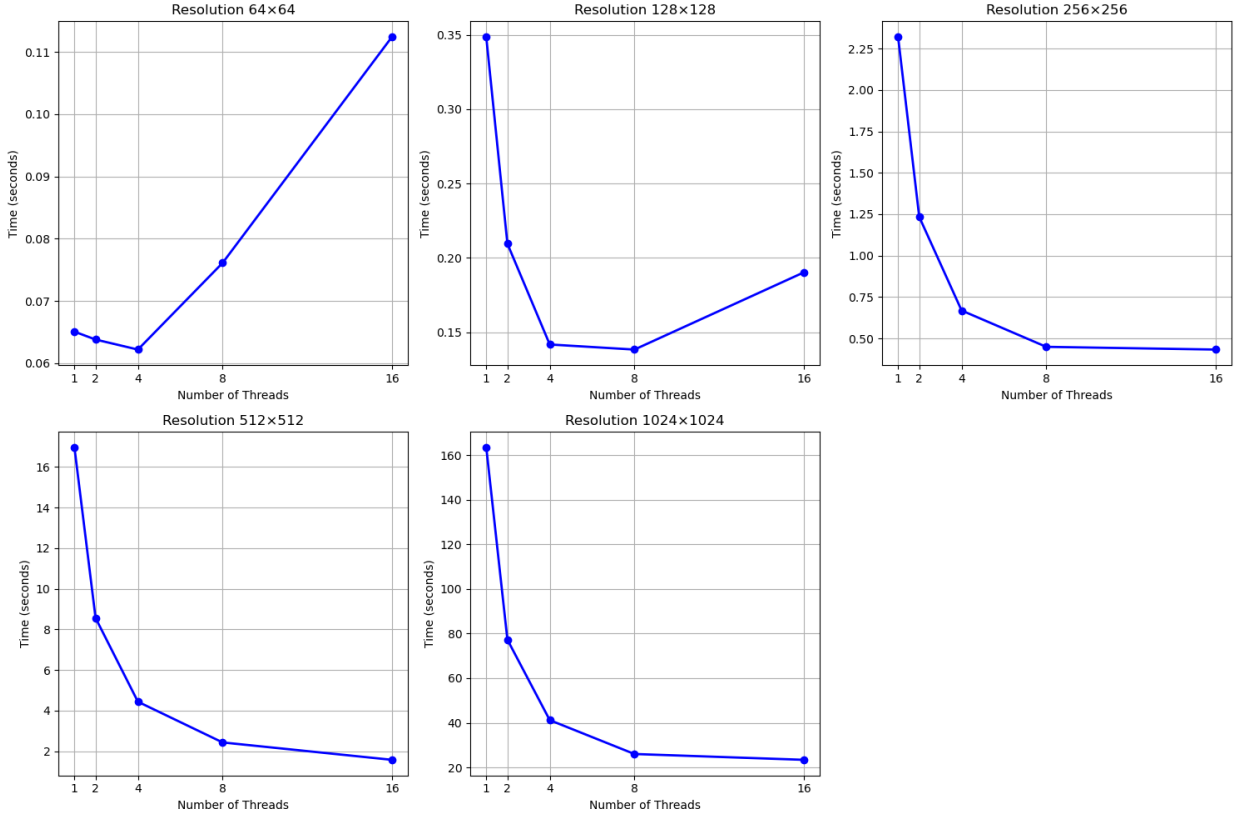 Resolution 64×64
Time (seconds)
0.11
0.10
0.09
0.08
0.07
0.06
1 2 4 8 16
Number of Threads
Resolution 128×128
Time (seconds)
0.35
0.30
0.25
0.20
0.15
1 2 4 8 16
Number of Threads
Resolution 256×256
Time (seconds)
2.25
2.00
1.75
1.50
1.25
1.00
0.75
0.50
1 2 4 8 16
Number of Threads
Resolution 512×512
Time (seconds)
16
14
12
10
8
6
4
2
1 2 4 8 16
Number of Threads
Resolution 1024×1024
Time (seconds)
160
140
120
100
80
60
40
20
1 2 4 8 16
Number of Threads